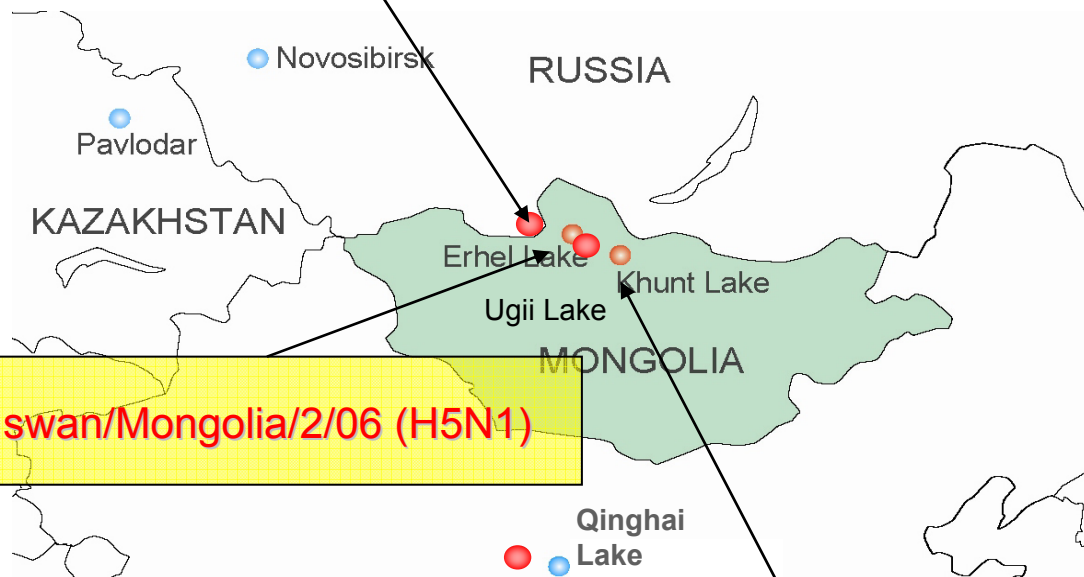 Novosibirsk
RUSSIA
Pavlodar
KAZAKHSTAN
Erhel Lake
Khunt Lake
Ugii Lake
MONGOLIA
swan/Mongolia/2/06 (H5N1)
Qinghai
Lake